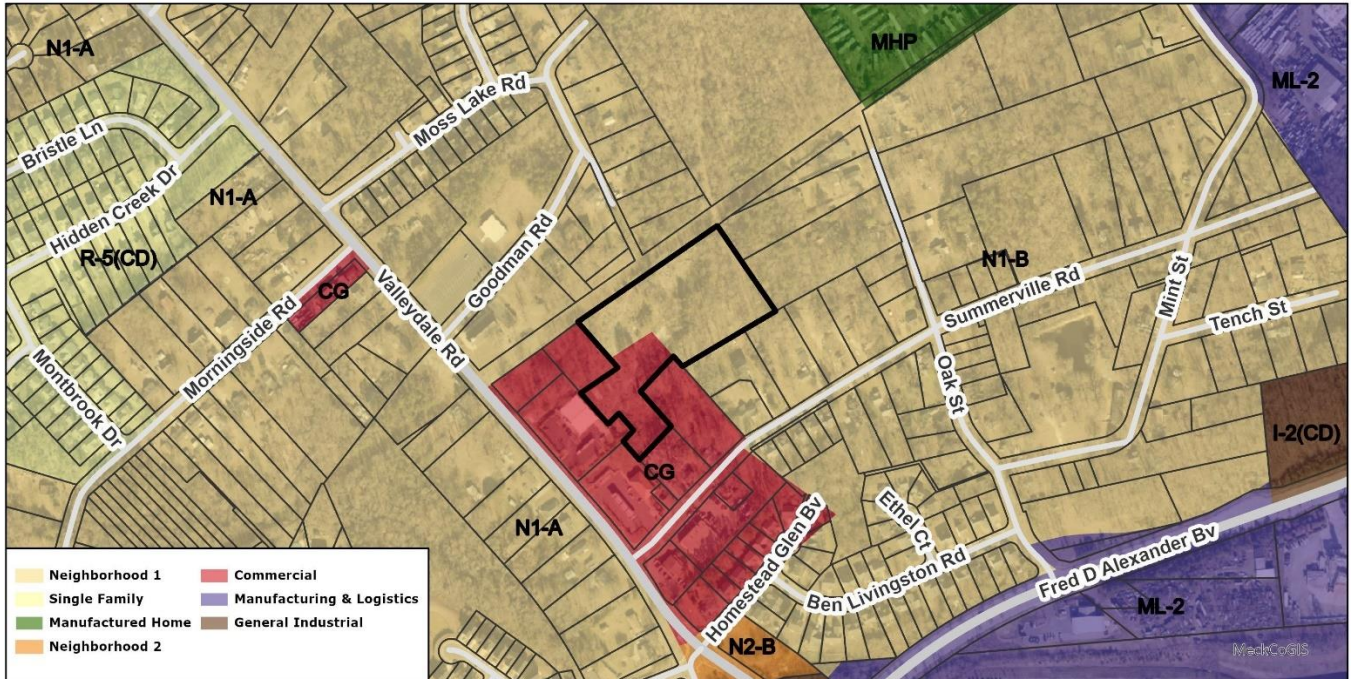 N1-A
MHP
ML-2
Moss Lake Rd
Bristle Ln
Hidden Creek Dr
N1-A
R-5(CD)
Goodman Rd
N1-B
Summerville Rd
Mint St
Tench St
CG
Valleydale Rd
Morningside Rd
Montbrook Dr
Oak St
I-2(CD)
CG
N1-A
Homestead Glen Bv
Ethel Ct
Ben Livingston Rd
Fred D Alexander Bv
ML-2
N2-B
MeckCoGIS
Neighborhood 1
Single Family
Manufactured Home
Neighborhood 2
Commercial
Manufacturing & Logistics
General Industrial